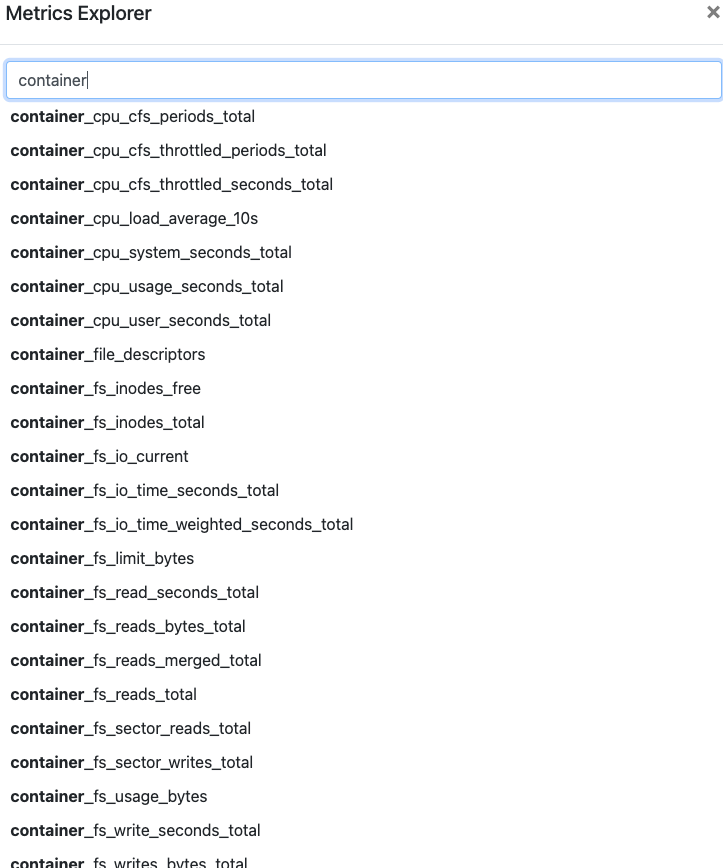 Metrics Explorer
container
container_cpu_cfs_periods_total
container_cpu_cfs_throttled_periods_total
container_cpu_cfs_throttled_seconds_total
container_cpu_load_average_10s
container_cpu_system_seconds_total
container_cpu_usage_seconds_total
container_cpu_user_seconds_total
container_file_descriptors
container_fs_inodes_free
container_fs_inodes_total
container_fs_io_current
container_fs_io_time_seconds_total
container_fs_io_time_weighted_seconds_total
container_fs_limit_bytes
container_fs_read_seconds_total
container_fs_reads_bytes_total
container_fs_reads_merged_total
container_fs_reads_total
container_fs_sector_reads_total
container_fs_sector_writes_total
container_fs_usage_bytes
container_fs_write_seconds_total
container_fs_writes_bytes_total